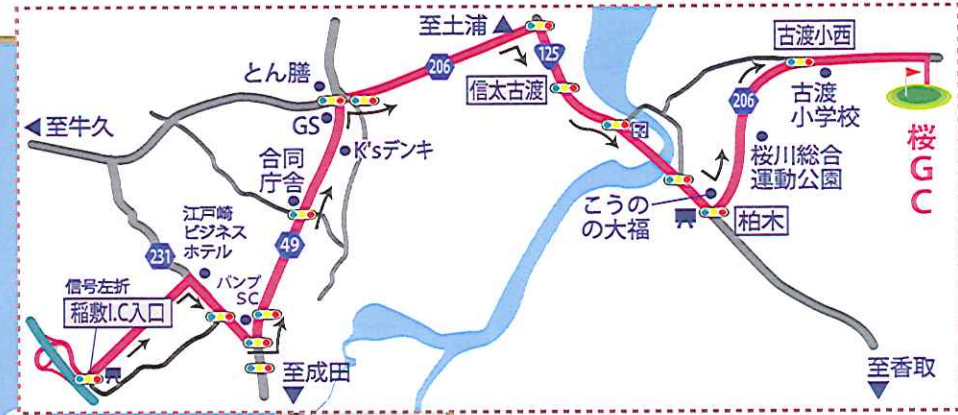 至土浦
125
206
信太古渡
とん膳
GS
至牛久
K'sデンキ
合同
庁舎
49
江戸崎
ビジネス
ホテル
231
パンプ
SC
信号左折
稲敷I.C入口
至成田
古渡小西
206
古渡
小学校
桜川総合
運動公園
こうの
の大福
柏木
至香取
桜GC